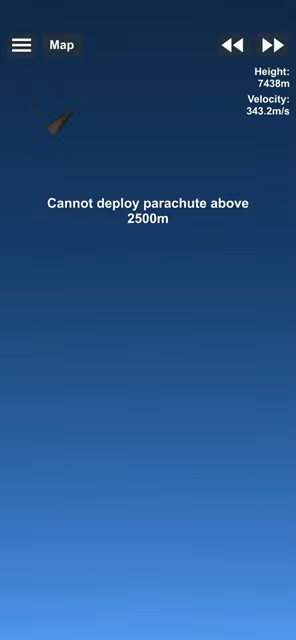 Map
Height:
7438m
Velocity:
343.2m/s
Cannot deploy parachute above
2500m